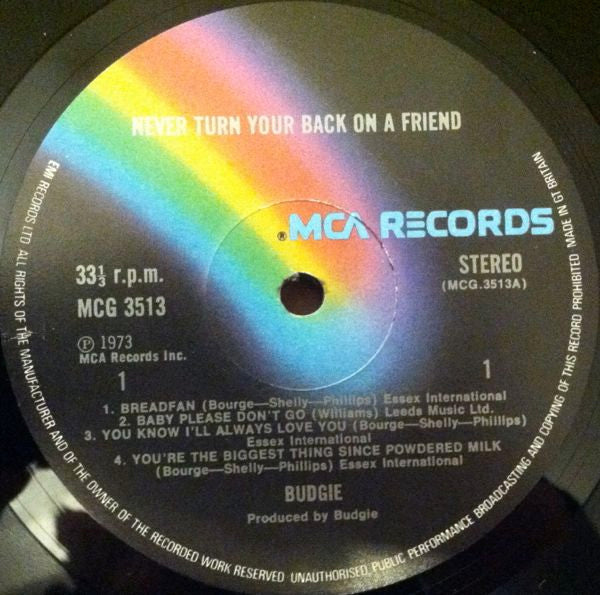 NEVER TURN YOUR BACK ON A FRIEND
®MCA RECORDS
33⅓ r.p.m.
MCG 3513
STEREO
(MCG.3513A)
Ⓟ 1973
MCA Records Inc.
1
1
1. BREADFAN (Bourge—Shelly—Phillips) Essex International
2. BABY PLEASE DON'T GO (Williams) Leeds Music Ltd.
3. YOU KNOW I'LL ALWAYS LOVE YOU (Bourge—Shelly—Phillips)
Essex International
4. YOU'RE THE BIGGEST THING SINCE POWDERED MILK
(Bourge—Shelly—Phillips) Essex International
BUDGIE
Produced by Budgie
EMI RECORDS LTD ALL RIGHTS OF THE MANUFACTURER AND OF THE OWNER OF THE RECORDED WORK RESERVED UNAUTHORISED PUBLIC PERFORMANCE BROADCASTING AND COPYING OF THIS RECORD PROHIBITED MADE IN GT BRITAIN